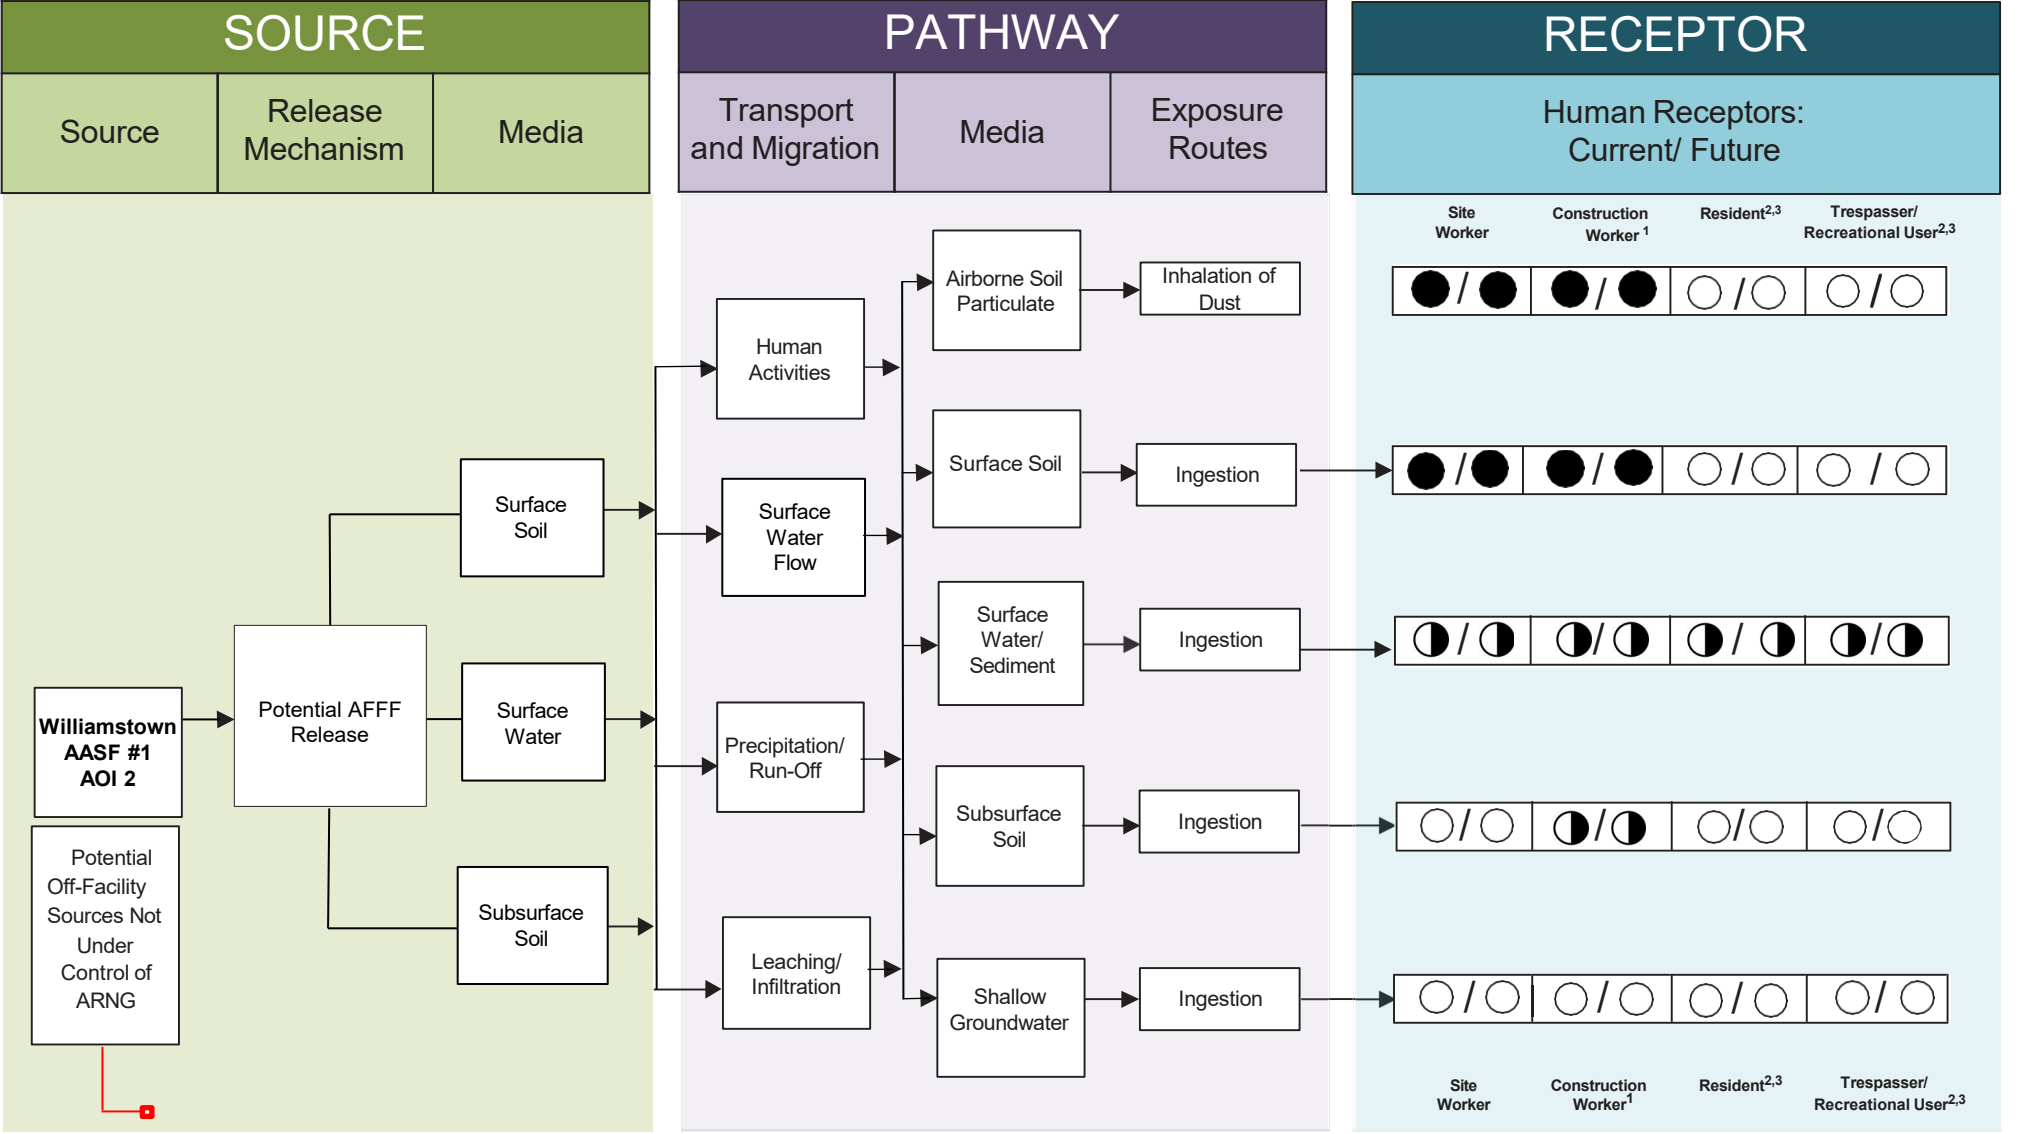 SOURCE
PATHWAY
RECEPTOR
Source
Release
Mechanism
Media
Transport
and Migration
Media
Exposure
Routes
Human Receptors:
Current/ Future
Site
Worker
Construction
Worker 1
Resident2,3
Trespasser/
Recreational User2,3
Airborne Soil
Particulate
Inhalation of
Dust
/ / / /
Human
Activities
Surface Soil
Ingestion
/ / / /
Surface
Soil
Surface
Water
Flow
Surface
Water/
Sediment
Ingestion
/ / / /
Williamstown
AASF #1
AOI 2
Potential AFFF
Release
Surface
Water
Precipitation/
Run-Off
Subsurface
Soil
Ingestion
/ / / /
Potential
Off-Facility
Sources Not
Under
Control of
ARNG
Subsurface
Soil
Leaching/
Infiltration
Shallow
Groundwater
Ingestion
/ / / /
Site
Worker
Construction
Worker1
Resident2,3
Trespasser/
Recreational User2,3